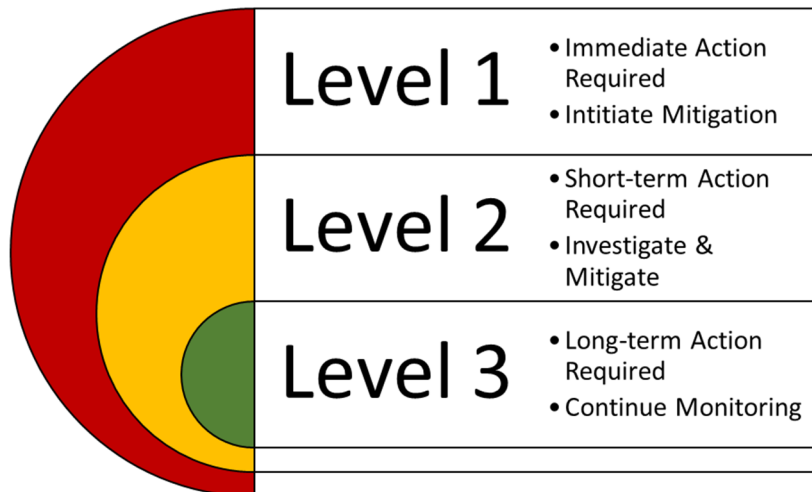 Level 1
• Immediate Action
Required
• Intitiate Mitigation
Level 2
• Short-term Action
Required
• Investigate &
Mitigate
Level 3
• Long-term Action
Required
• Continue Monitoring